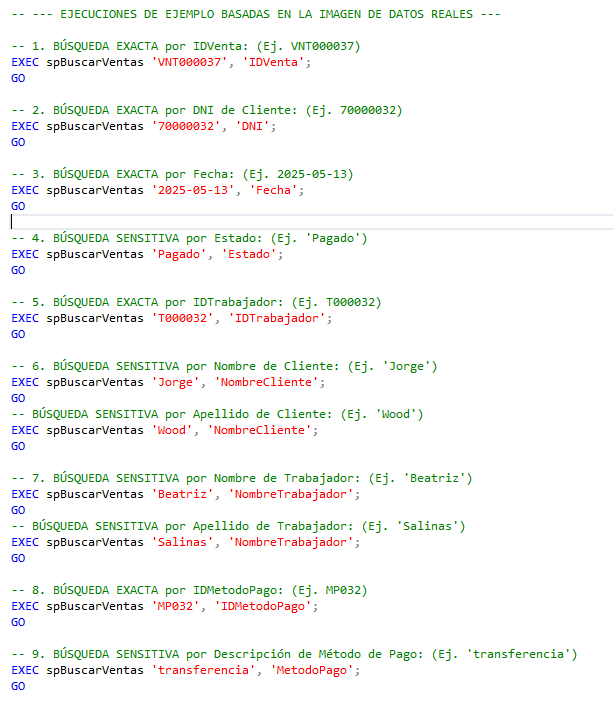 -- --- EJECUCIONES DE EJEMPLO BASADAS EN LA IMAGEN DE DATOS REALES ---
-- 1. BÚSQUEDA EXACTA por IDVenta: (Ej. VNT000037)
EXEC spBuscarVentas 'VNT000037', 'IDVenta';
GO
-- 2. BÚSQUEDA EXACTA por DNI de Cliente: (Ej. 70000032)
EXEC spBuscarVentas '70000032', 'DNI';
GO
-- 3. BÚSQUEDA EXACTA por Fecha: (Ej. 2025-05-13)
EXEC spBuscarVentas '2025-05-13', 'Fecha';
GO
-- 4. BÚSQUEDA SENSITIVA por Estado: (Ej. 'Pagado')
EXEC spBuscarVentas 'Pagado', 'Estado';
GO
-- 5. BÚSQUEDA EXACTA por IDTrabajador: (Ej. T000032)
EXEC spBuscarVentas 'T000032', 'IDTrabajador';
GO
-- 6. BÚSQUEDA SENSITIVA por Nombre de Cliente: (Ej. 'Jorge')
EXEC spBuscarVentas 'Jorge', 'NombreCliente';
GO
-- BÚSQUEDA SENSITIVA por Apellido de Cliente: (Ej. 'Wood')
EXEC spBuscarVentas 'Wood', 'NombreCliente';
GO
-- 7. BÚSQUEDA SENSITIVA por Nombre de Trabajador: (Ej. 'Beatriz')
EXEC spBuscarVentas 'Beatriz', 'NombreTrabajador';
GO
-- BÚSQUEDA SENSITIVA por Apellido de Trabajador: (Ej. 'Salinas')
EXEC spBuscarVentas 'Salinas', 'NombreTrabajador';
GO
-- 8. BÚSQUEDA EXACTA por IDMetodoPago: (Ej. MP032)
EXEC spBuscarVentas 'MP032', 'IDMetodoPago';
GO
-- 9. BÚSQUEDA SENSITIVA por Descripción de Método de Pago: (Ej. 'transferencia')
EXEC spBuscarVentas 'transferencia', 'MetodoPago';
GO